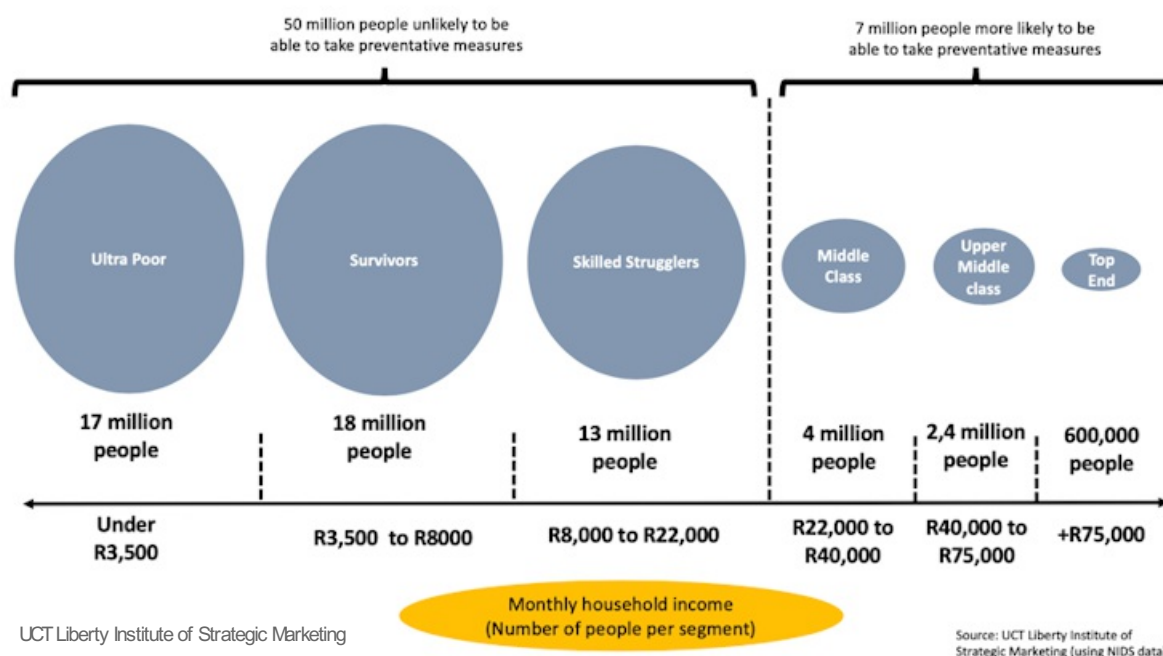 50 million people unlikely to be
able to take preventative measures
7 million people more likely to be
able to take preventative measures
Ultra Poor
Survivors
Skilled Strugglers
Middle
Class
Upper
Middle
class
Top
End
17 million
people
18 million
people
13 million
people
4 million
people
2,4 million
people
600,000
people
Under
R3,500
R3,500 to R8000
R8,000 to R22,000
R22,000 to
R40,000
R40,000 to
R75,000
+R75,000
Monthly household income
(Number of people per segment)
UCT Liberty Institute of Strategic Marketing
Source: UCT Liberty Institute of
Strategic Marketing (using NIDS data